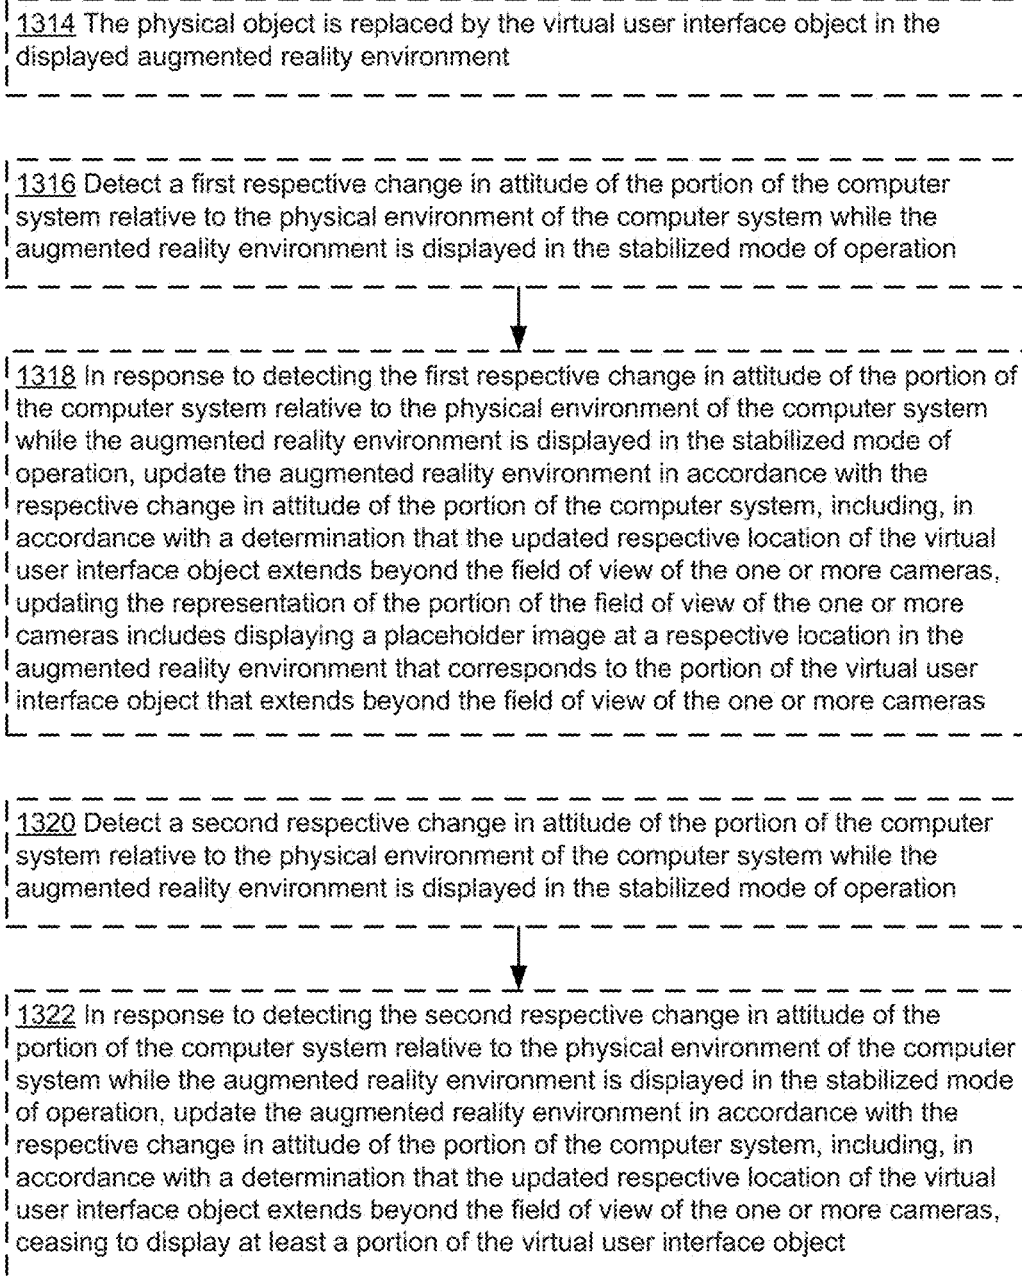 1314 The physical object is replaced by the virtual user interface object in the
displayed augmented reality environment
1316 Detect a first respective change in attitude of the portion of the computer
system relative to the physical environment of the computer system while the
augmented reality environment is displayed in the stabilized mode of operation
1318 In response to detecting the first respective change in attitude of the portion of
the computer system relative to the physical environment of the computer system
while the augmented reality environment is displayed in the stabilized mode of
operation, update the augmented reality environment in accordance with the
respective change in attitude of the portion of the computer system, including, in
accordance with a determination that the updated respective location of the virtual
user interface object extends beyond the field of view of the one or more cameras,
updating the representation of the portion of the field of view of the one or more
cameras includes displaying a placeholder image at a respective location in the
augmented reality environment that corresponds to the portion of the virtual user
interface object that extends beyond the field of view of the one or more cameras
1320 Detect a second respective change in attitude of the portion of the computer
system relative to the physical environment of the computer system while the
augmented reality environment is displayed in the stabilized mode of operation
1322 In response to detecting the second respective change in attitude of the
portion of the computer system relative to the physical environment of the computer
system while the augmented reality environment is displayed in the stabilized mode
of operation, update the augmented reality environment in accordance with the
respective change in attitude of the portion of the computer system, including, in
accordance with a determination that the updated respective location of the virtual
user interface object extends beyond the field of view of the one or more cameras,
ceasing to display at least a portion of the virtual user interface object